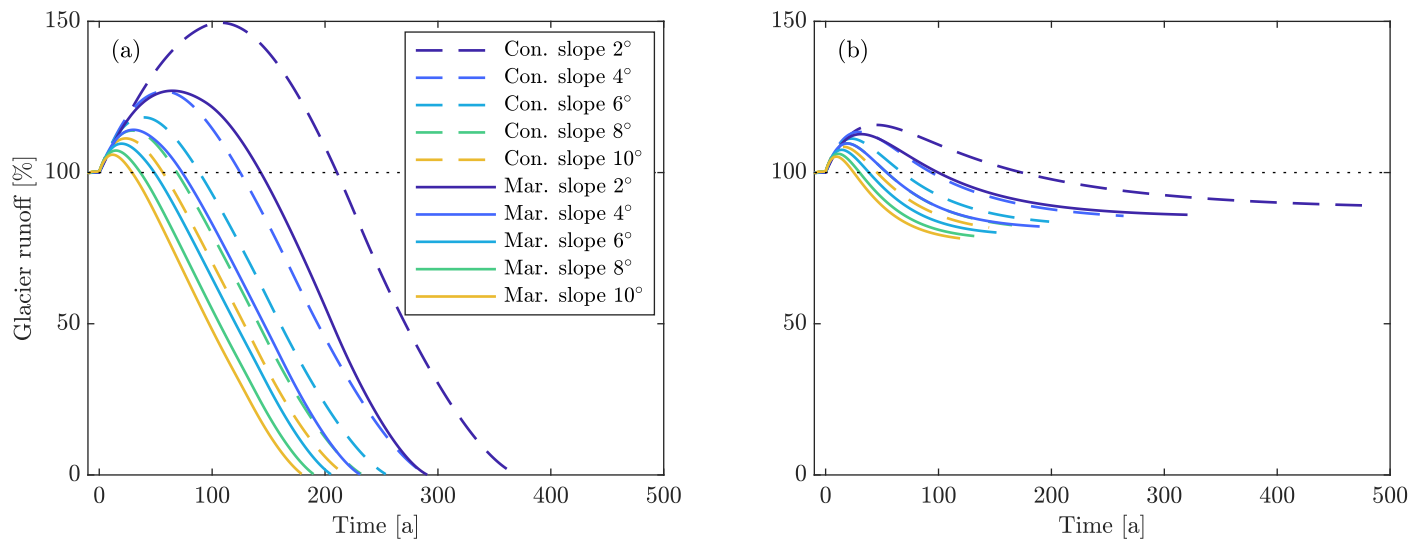 150
100
50
0
Glacier runoff [%]
(a)
Con. slope 2°
Con. slope 4°
Con. slope 6°
Con. slope 8°
Con. slope 10°
Mar. slope 2°
Mar. slope 4°
Mar. slope 6°
Mar. slope 8°
Mar. slope 10°
0 100 200 300 400 500
Time [a]
150
100
50
0
(b)
0 100 200 300 400 500
Time [a]